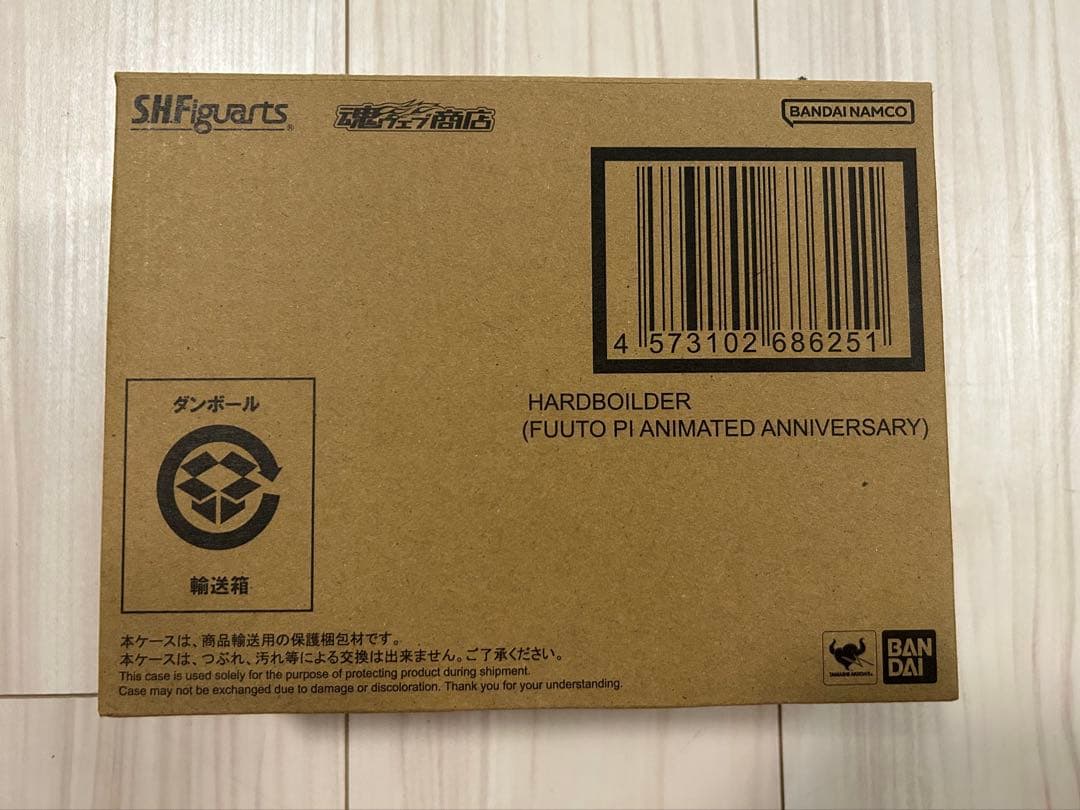 S.H.Figuarts®
魂ウェブ商店
BANDAI NAMCO
4 573102 686251
HARDBOILDER
(FUUTO PI ANIMATED ANNIVERSARY)
ダンボール
輸送箱
本ケースは、商品輸送用の保護梱包材です。
本ケースは、つぶれ、汚れ等による交換は出来ません。ご了承ください。
This case is used solely for the purpose of protecting product during shipment.
Case may not be exchanged due to damage or discoloration. Thank you for your understanding.
TAMASHII NATIONS
BAN
DAI